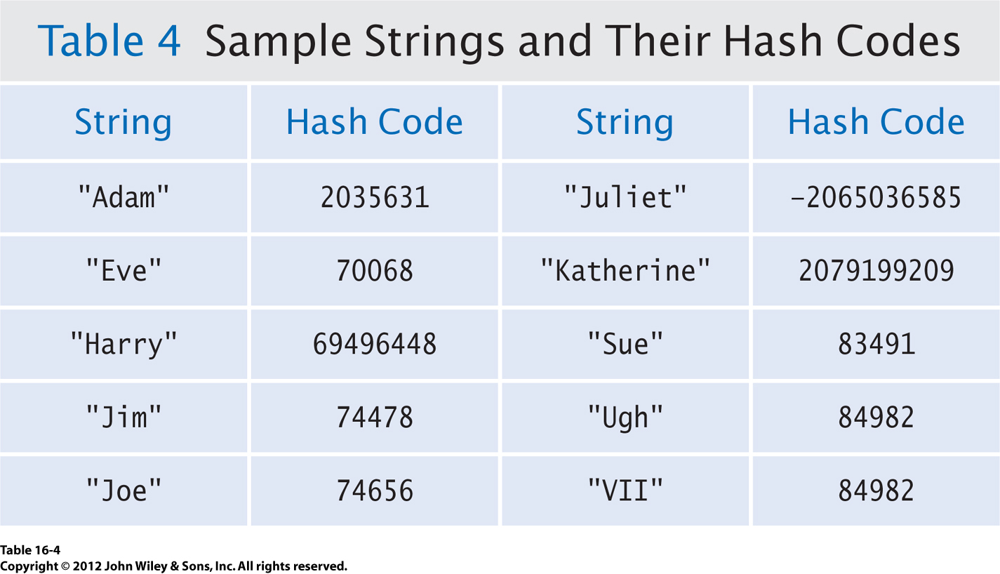 Table 4 Sample Strings and Their Hash Codes
String Hash Code String Hash Code
"Adam" 2035631 "Juliet" –2065036585
"Eve" 70068 "Katherine" 2079199209
"Harry" 69496448 "Sue" 83491
"Jim" 74478 "Ugh" 84982
"Joe" 74656 "VII" 84982
Table 16-4
Copyright © 2012 John Wiley & Sons, Inc. All rights reserved.